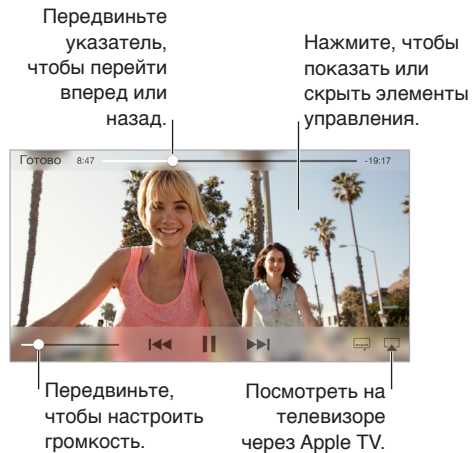 Передвиньте
указатель,
чтобы перейти
вперед или
назад.
Нажмите, чтобы
показать или
скрыть элементы
управления.
Готово 8:47 -19:17
Передвиньте,
чтобы настроить
громкость.
Посмотреть на
телевизоре
через Apple TV.